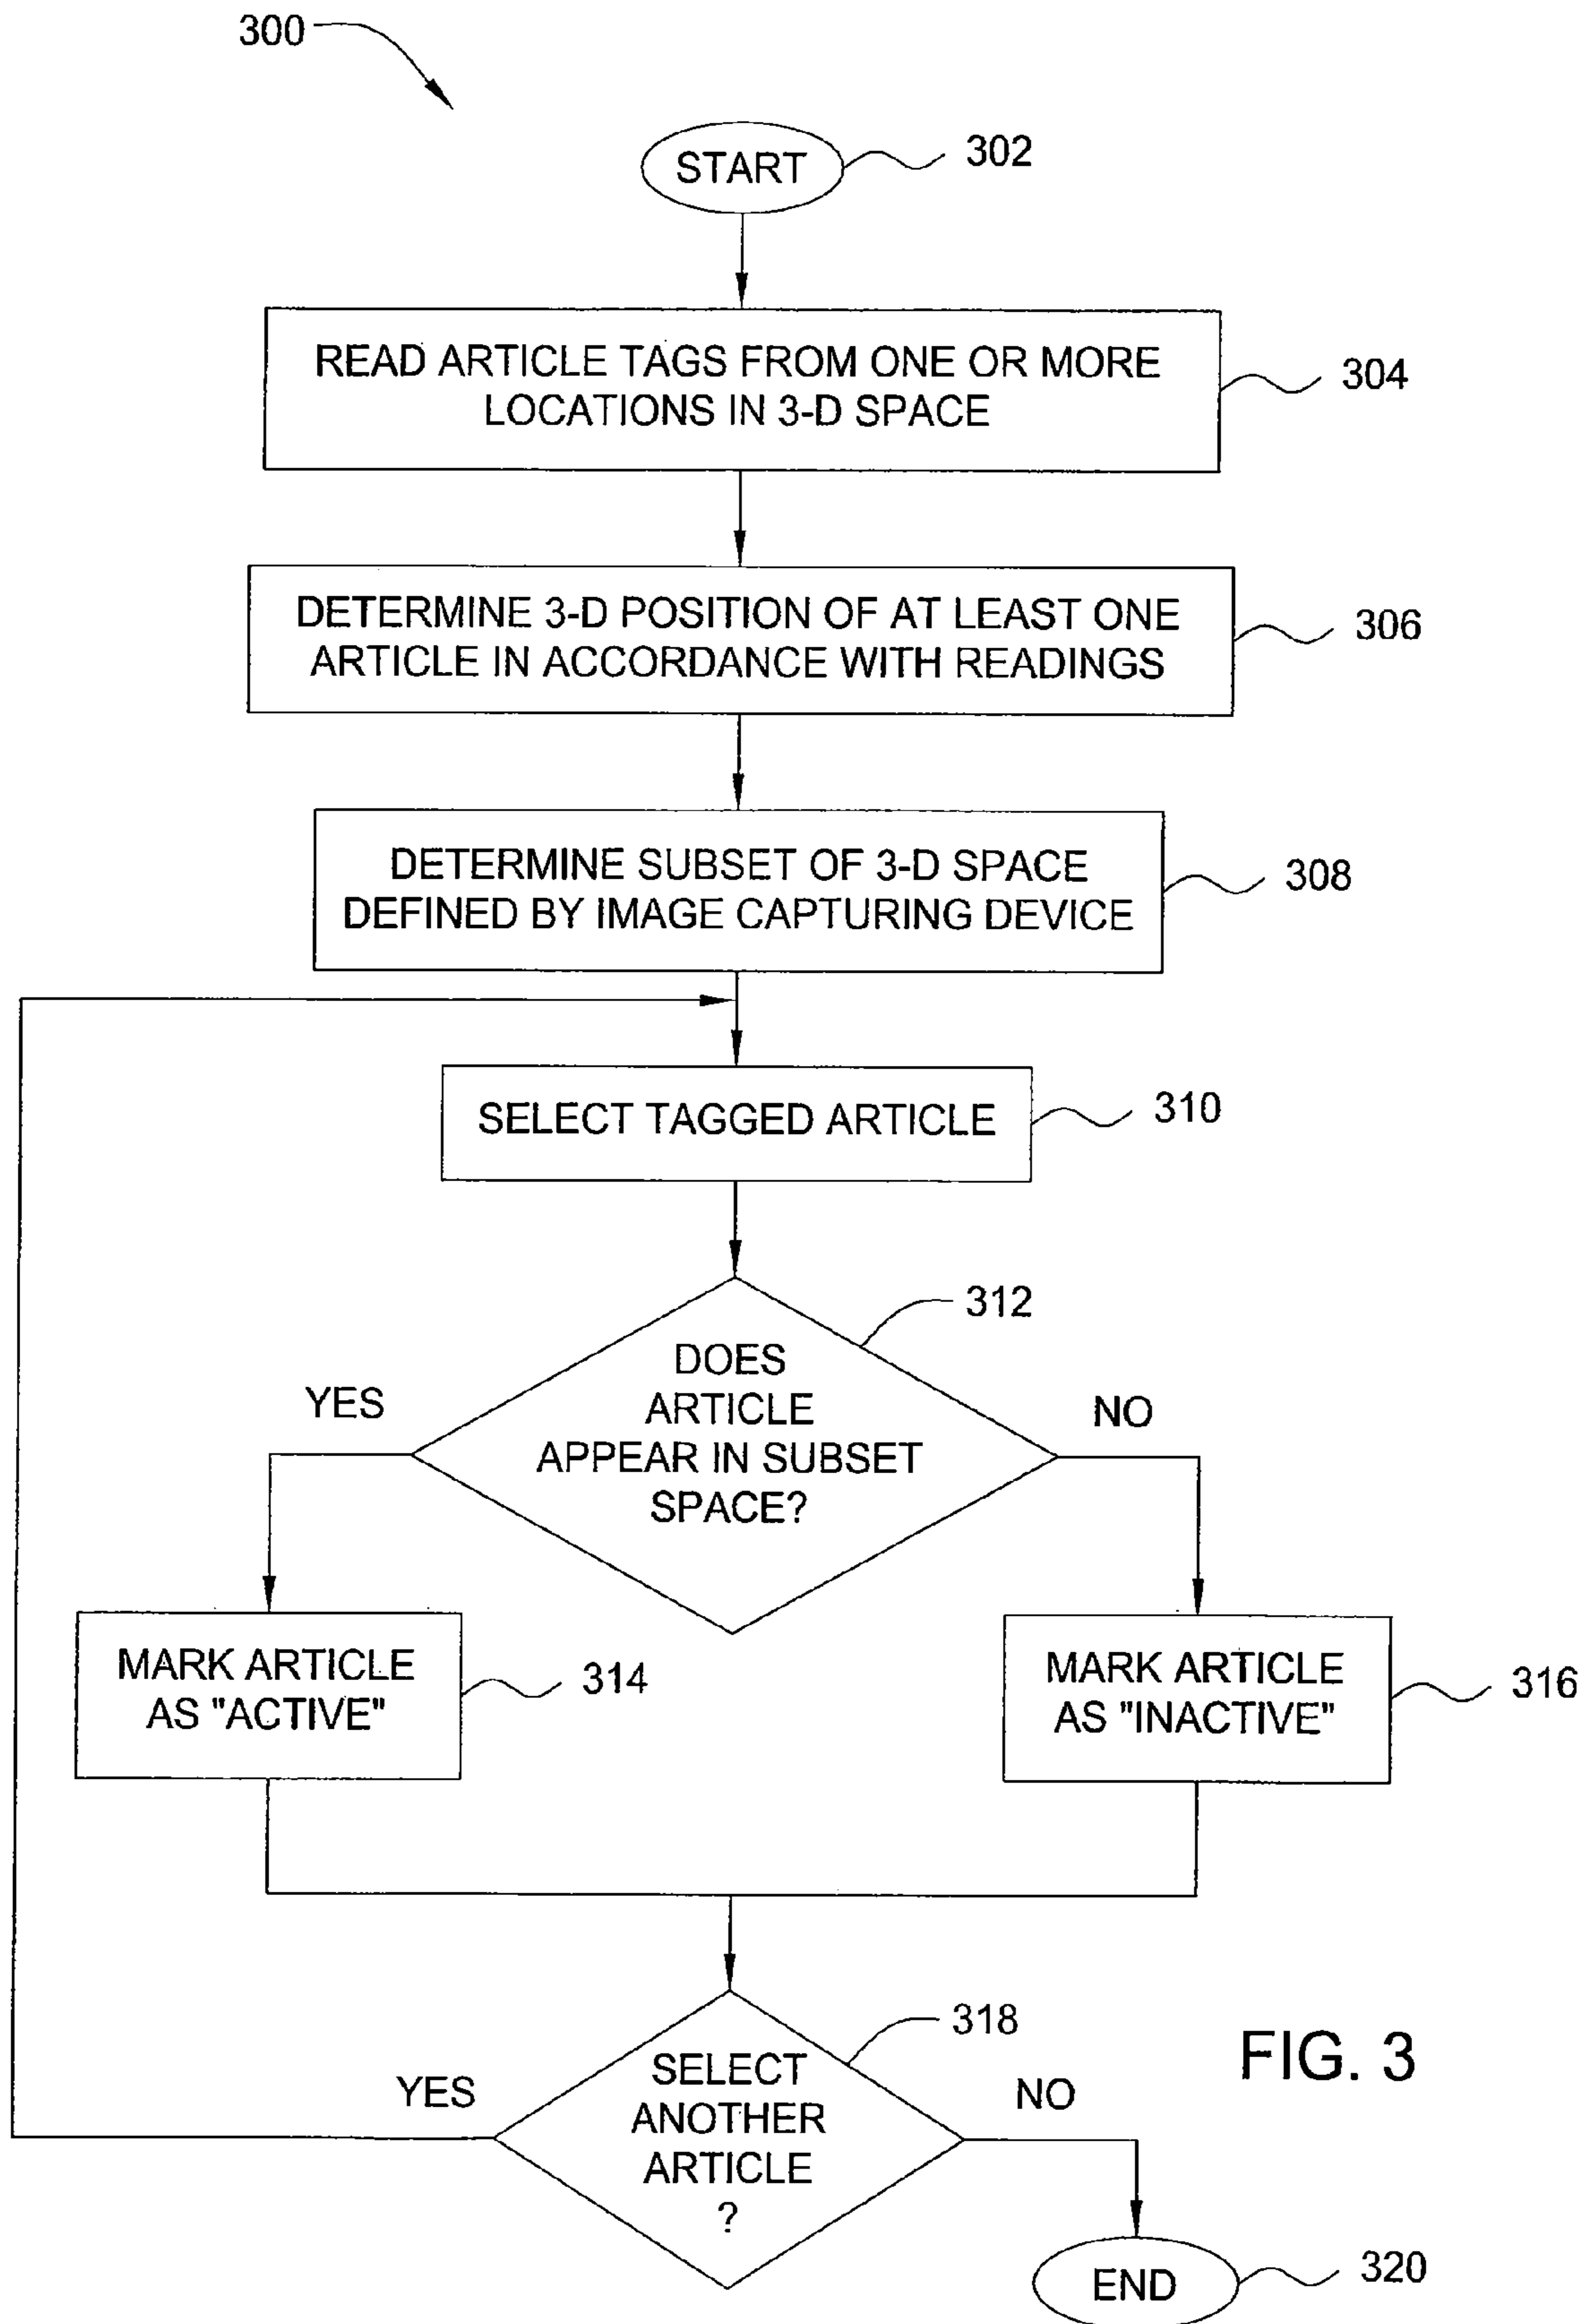 300
START
302
READ ARTICLE TAGS FROM ONE OR MORE
LOCATIONS IN 3-D SPACE
304
DETERMINE 3-D POSITION OF AT LEAST ONE
ARTICLE IN ACCORDANCE WITH READINGS
306
DETERMINE SUBSET OF 3-D SPACE
DEFINED BY IMAGE CAPTURING DEVICE
308
SELECT TAGGED ARTICLE
310
312
DOES
ARTICLE
APPEAR IN SUBSET
SPACE?
YES
NO
MARK ARTICLE
AS "ACTIVE"
314
MARK ARTICLE
AS "INACTIVE"
316
318
SELECT
ANOTHER
ARTICLE
?
YES
NO
FIG. 3
END
320